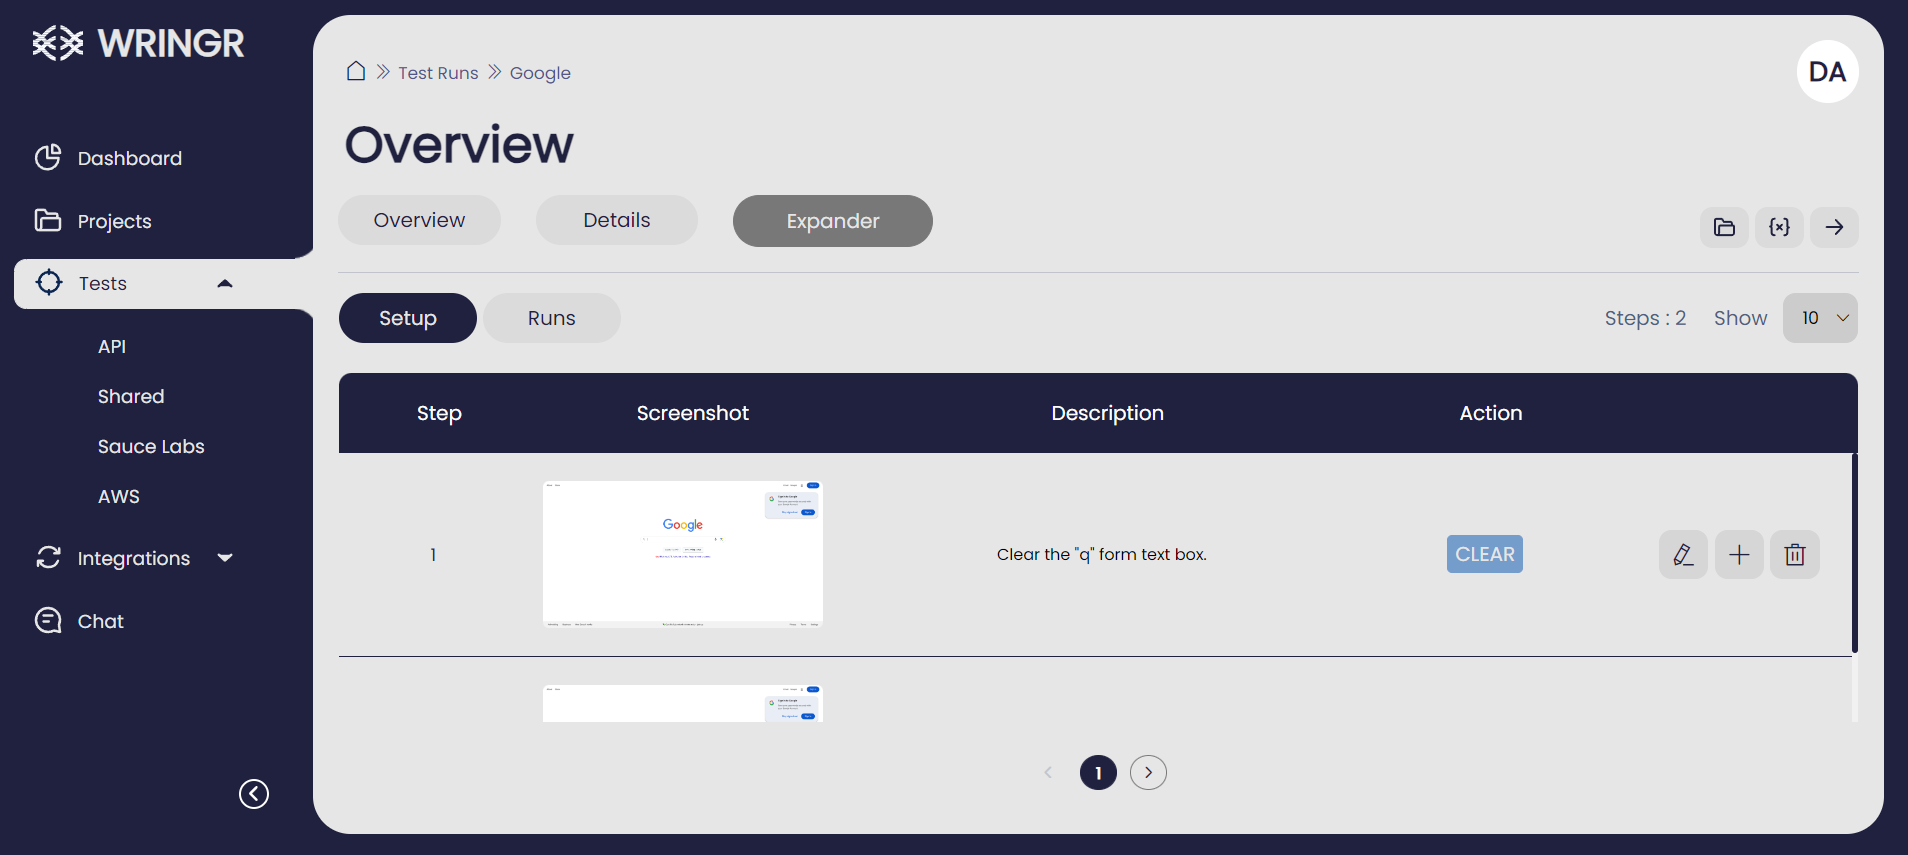 WRINGR
Dashboard
Projects
Tests
API
Shared
Sauce Labs
AWS
Integrations
Chat
Test Runs
Google
DA
Overview
Overview
Details
Expander
{x}
Setup
Runs
Steps : 2
Show
10
Step
Screenshot
Description
Action
1
Google
Clear the "q" form text box.
CLEAR
1